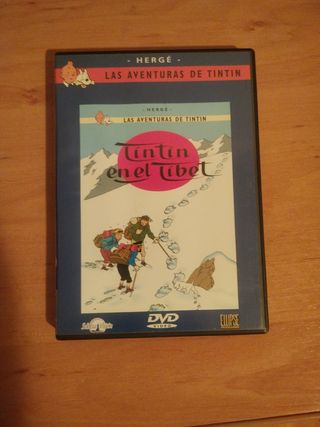 - HERGÉ -
LAS AVENTURAS DE TINTIN
- HERGÉ -
LAS AVENTURAS DE TINTIN
Tintin
en el Tibet
DVD
VIDEO
ELLIPSE